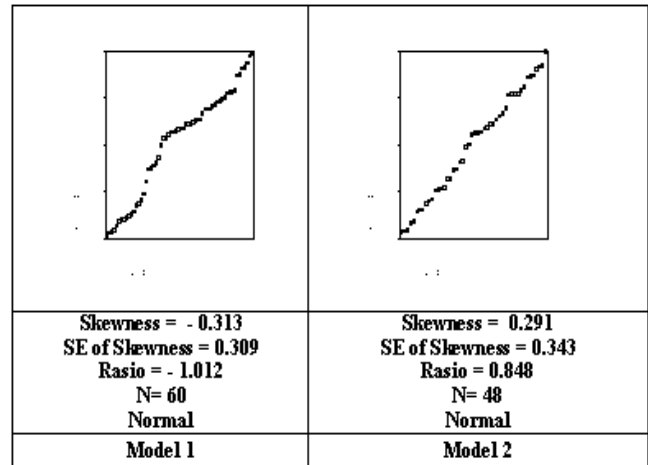 Skewness = - 0.313
SE of Skewness = 0.309
Rasio = - 1.012
N= 60
Normal
Model 1
Skewness = 0.291
SE of Skewness = 0.343
Rasio = 0.848
N= 48
Normal
Model 2